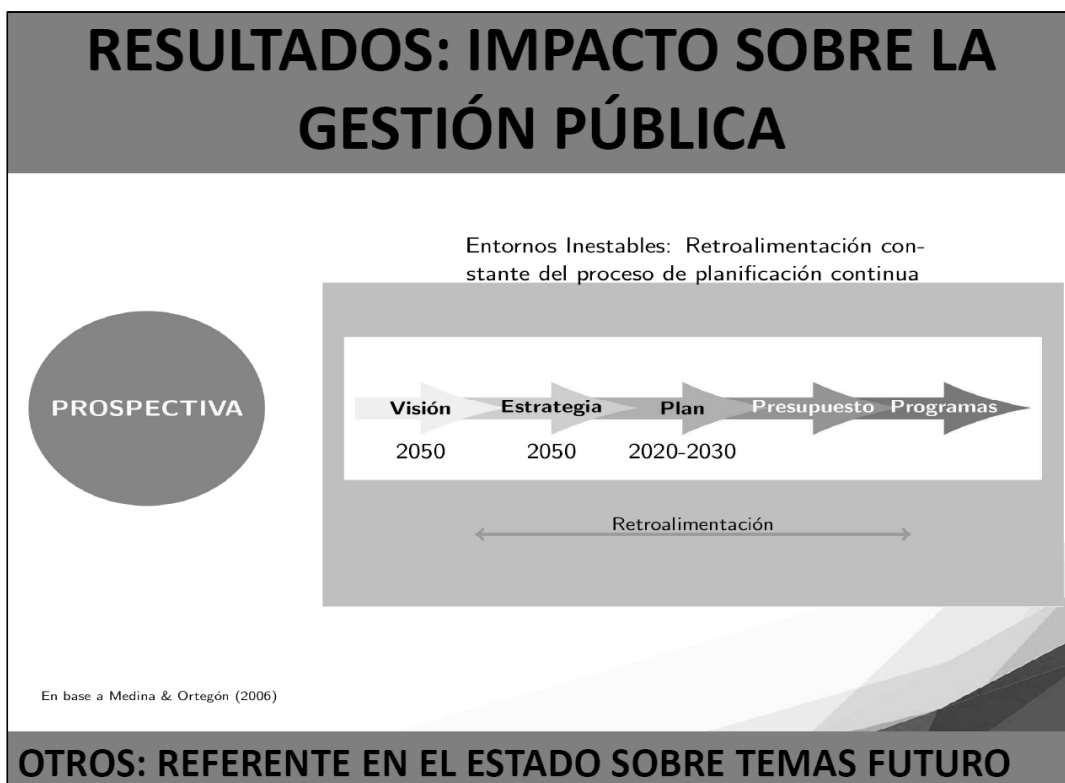 RESULTADOS: IMPACTO SOBRE LA
GESTIÓN PÚBLICA
Entornos Inestables: Retroalimentación con-
stante del proceso de planificación continua
PROSPECTIVA
Visión Estrategia Plan Presupuesto Programas
2050 2050 2020-2030
Retroalimentación
En base a Medina & Ortegón (2006)
OTROS: REFERENTE EN EL ESTADO SOBRE TEMAS FUTURO